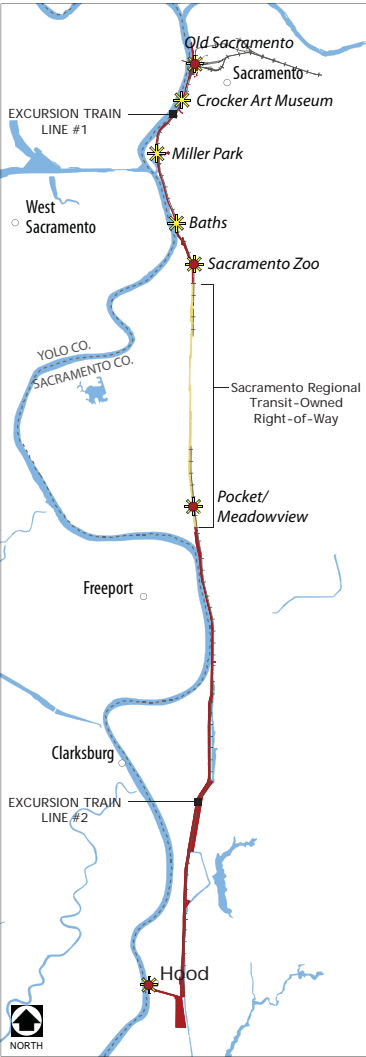 Old Sacramento
Sacramento
Crocker Art Museum
EXCURSION TRAIN
LINE #1
Miller Park
West
Sacramento
Baths
Sacramento Zoo
YOLO CO.
SACRAMENTO CO.
Sacramento Regional
Transit-Owned
Right-of-Way
Pocket/
Meadowview
Freeport
Clarksburg
EXCURSION TRAIN
LINE #2
Hood
NORTH